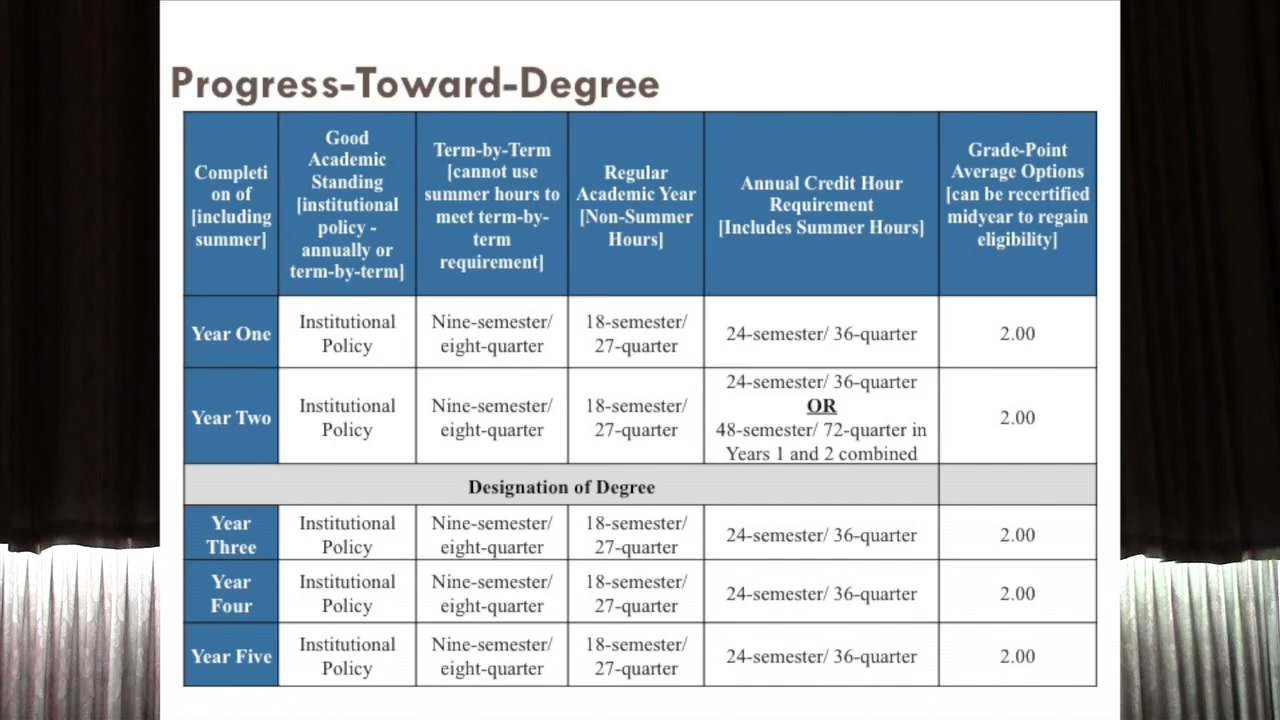 Progress-Toward-Degree
Completi
on of
[including
summer]
Good
Academic
Standing
[institutional
policy -
annually or
term-by-term]
Term-by-Term
[cannot use
summer hours to
meet term-by-
term
requirement]
Regular
Academic Year
[Non-Summer
Hours]
Annual Credit Hour
Requirement
[Includes Summer Hours]
Grade-Point
Average Options
[can be recertified
midyear to regain
eligibility]
Year One
Institutional
Policy
Nine-semester/
eight-quarter
18-semester/
27-quarter
24-semester/ 36-quarter
2.00
Year Two
Institutional
Policy
Nine-semester/
eight-quarter
18-semester/
27-quarter
24-semester/ 36-quarter
OR
48-semester/ 72-quarter in
Years 1 and 2 combined
2.00
Designation of Degree
Year
Three
Institutional
Policy
Nine-semester/
eight-quarter
18-semester/
27-quarter
24-semester/ 36-quarter
2.00
Year
Four
Institutional
Policy
Nine-semester/
eight-quarter
18-semester/
27-quarter
24-semester/ 36-quarter
2.00
Year Five
Institutional
Policy
Nine-semester/
eight-quarter
18-semester/
27-quarter
24-semester/ 36-quarter
2.00